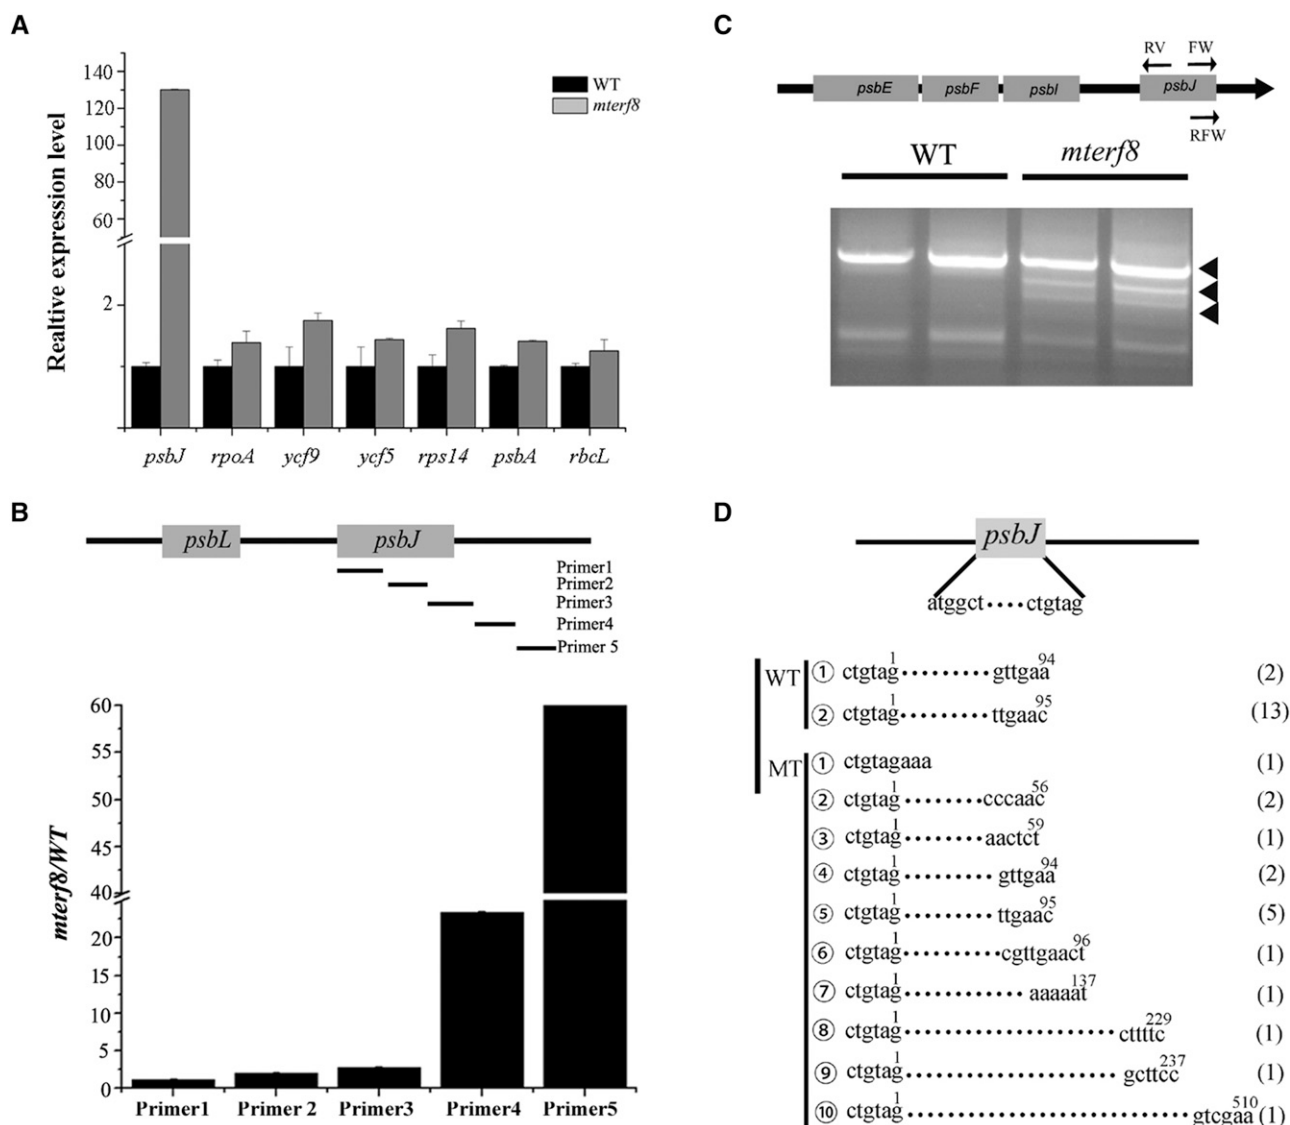 A
Realtive expression level
140
120
100
80
60
2
WT
mterf8
psbJ
rpoA
ycf9
ycf5
rps14
psbA
rbcL
C
RV
FW
psbE
psbF
psbI
psbJ
RFW
WT
mterf8
B
psbL
psbJ
Primer1
Primer2
Primer3
Primer4
Primer 5
mterf8/WT
60
55
50
45
40
20
15
10
5
0
Primer1
Primer 2
Primer3
Primer4
Primer5
D
psbJ
atggct····ctgtag
WT
① ctgtag 1 ········· gttgaa 94 (2)
② ctgtag 1 ········· ttgaac 95 (13)
MT
① ctgtagaaa (1)
② ctgtag 1 ········ cccaac 56 (2)
③ ctgtag 1 ········ aactct 59 (1)
④ ctgtag 1 ········· gttgaa 94 (2)
⑤ ctgtag 1 ········· ttgaac 95 (5)
⑥ ctgtag 1 ·········· cgttgaact 96 (1)
⑦ ctgtag 1 ············ aaaaat 137 (1)
⑧ ctgtag 1 ····················· cttttc 229 (1)
⑨ ctgtag 1 ····················· gcttcc 237 (1)
⑩ ctgtag 1 ···························· gtcgaa 510 (1)